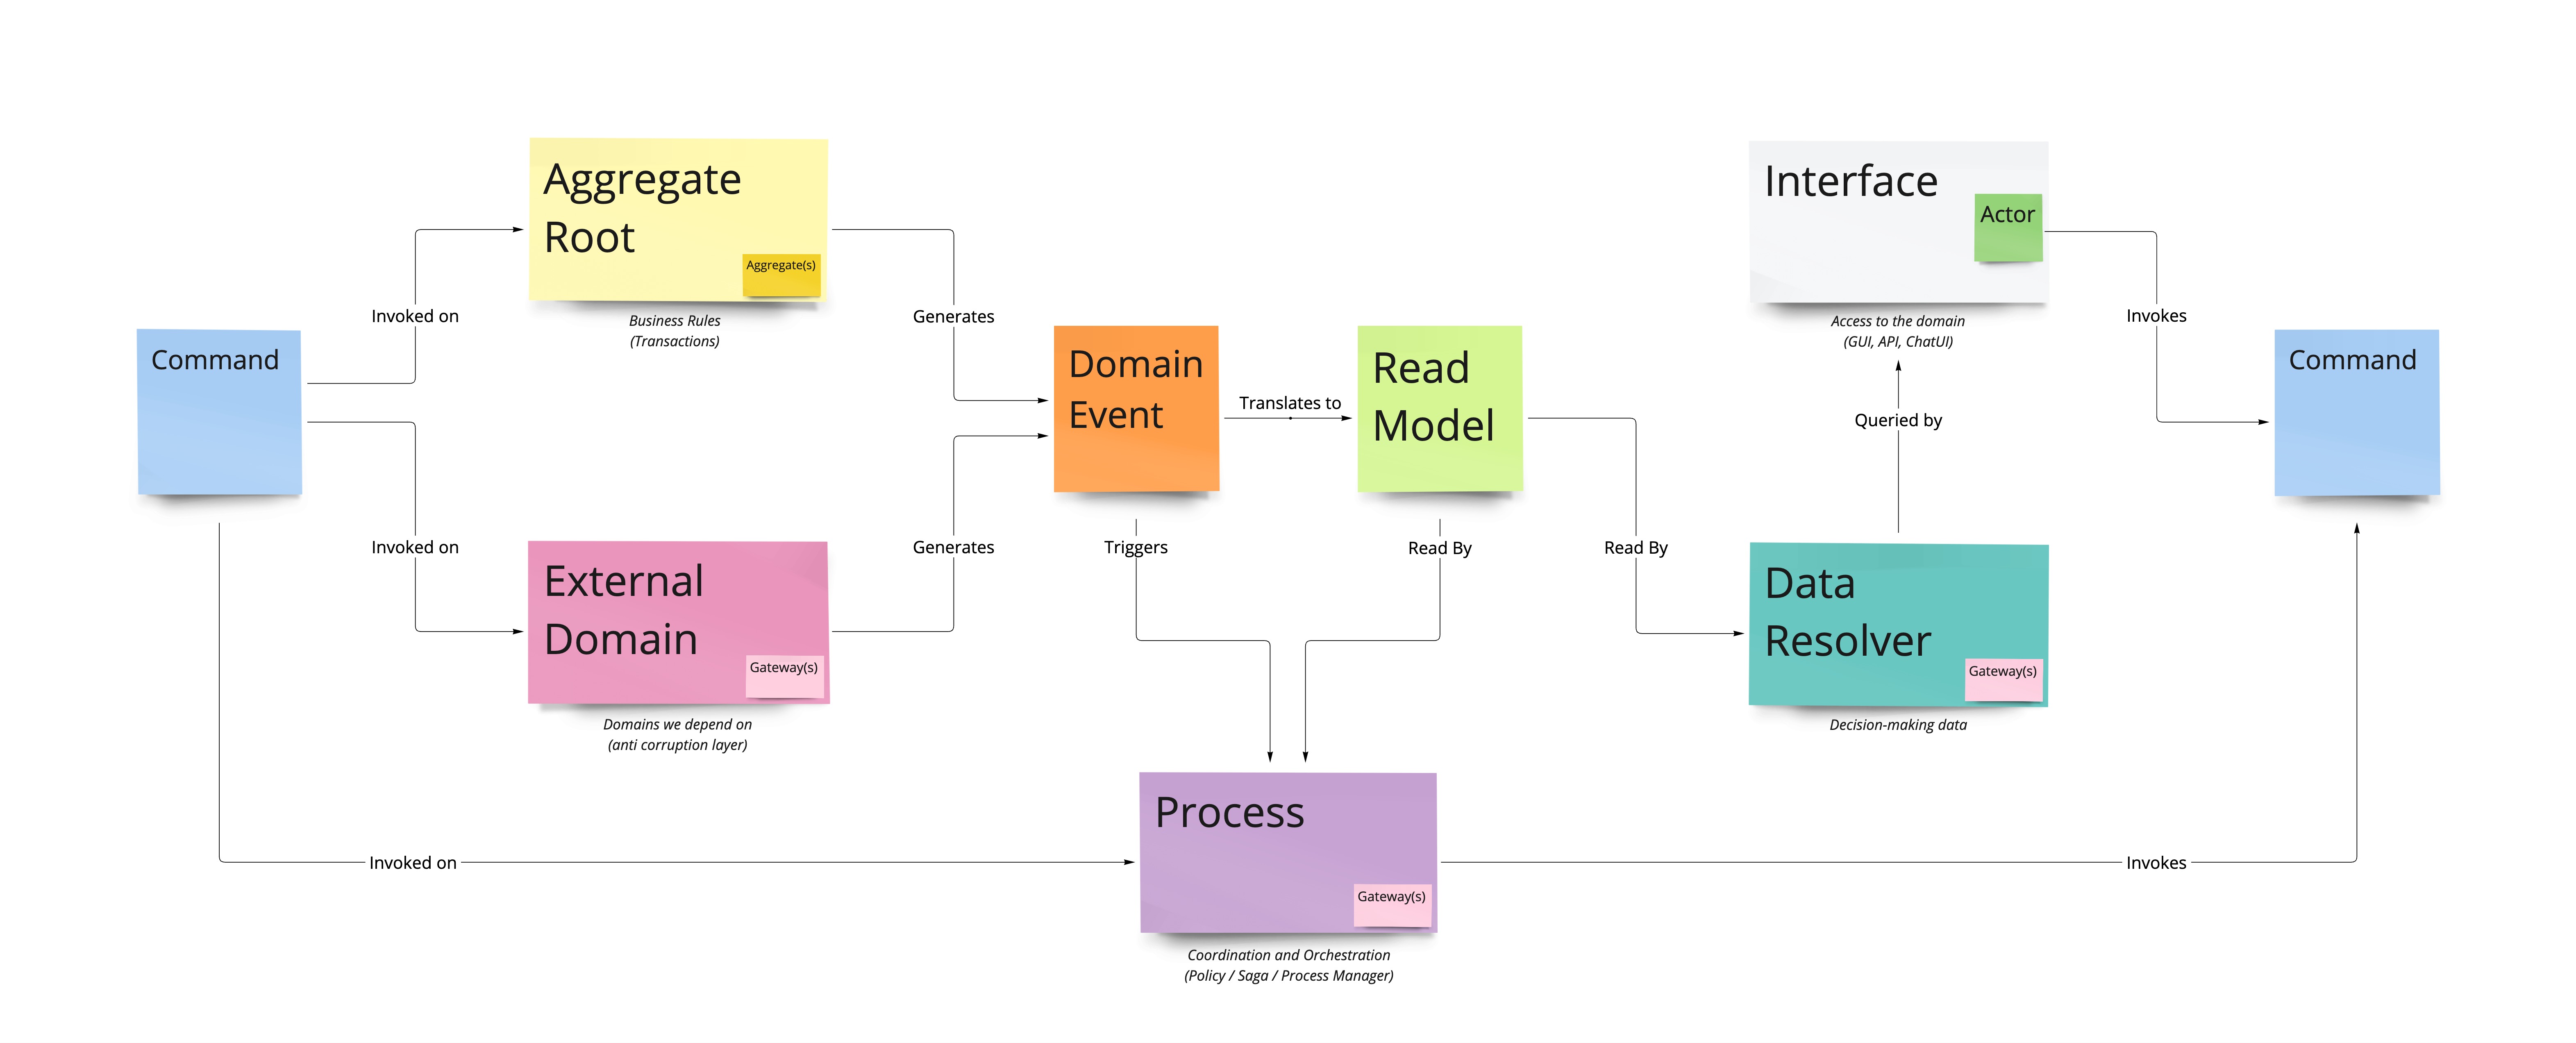 Aggregate
Root
Aggregate(s)
Business Rules
(Transactions)
Interface
Actor
Access to the domain
(GUI, API, ChatUI)
Invoked on
Generates
Invokes
Command
Domain
Event
Translates to
Read
Model
Queried by
Command
Invoked on
Generates
Triggers
Read By
Read By
External
Domain
Gateway(s)
Domains we depend on
(anti corruption layer)
Data
Resolver
Gateway(s)
Decision-making data
Invoked on
Process
Gateway(s)
Coordination and Orchestration
(Policy / Saga / Process Manager)
Invokes